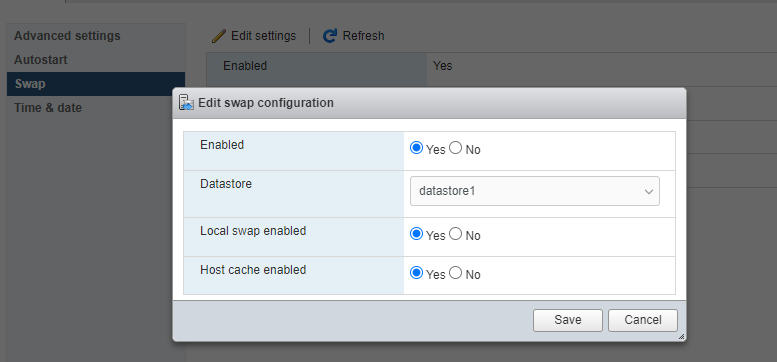 Advanced settings
Autostart
Swap
Time & date
Edit settings Refresh
Enabled Yes
Edit swap configuration
Enabled Yes No
Datastore datastore1
Local swap enabled Yes No
Host cache enabled Yes No
Save Cancel